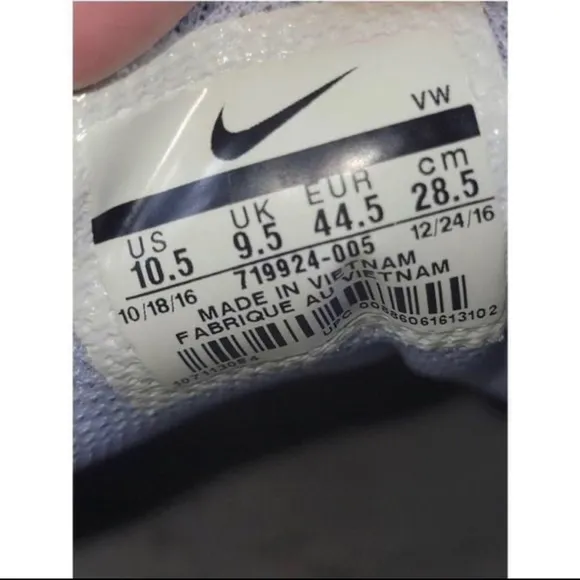 VW
US UK EUR cm
10.5 9.5 44.5 28.5
10/18/16 719924-005 12/24/16
MADE IN VIETNAM
FABRIQUE AU VIETNAM
UPC 00886061613102